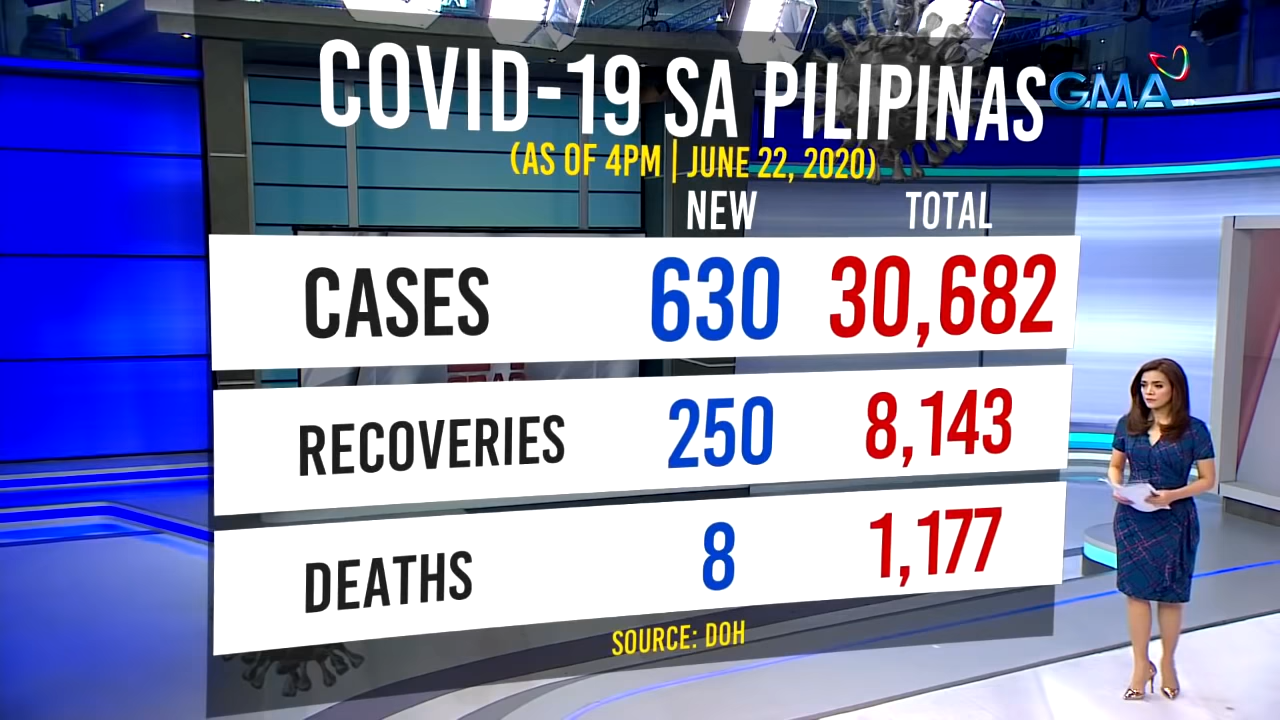 COVID-19 SA PILIPINAS
GMA
(AS OF 4PM | JUNE 22, 2020)
NEW TOTAL
CASES 630 30,682
RECOVERIES 250 8,143
DEATHS 8 1,177
SOURCE: DOH